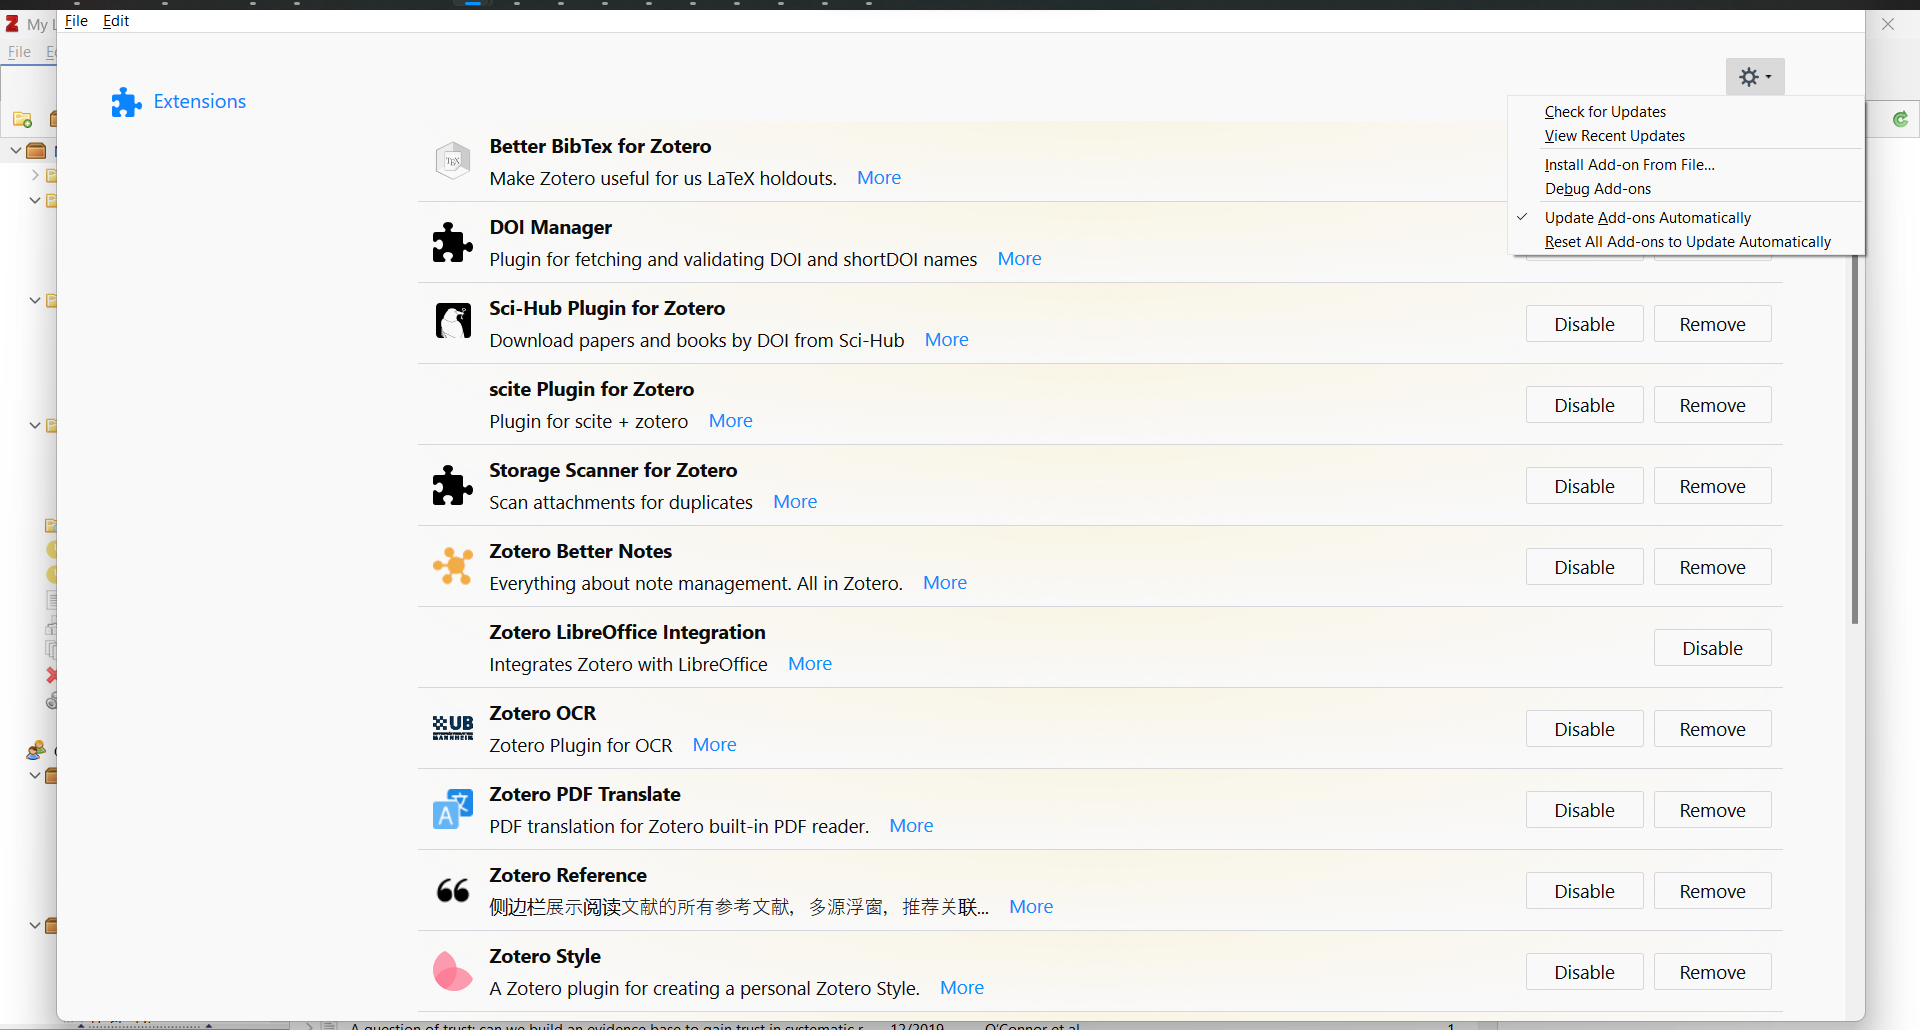 My L
File Edit
File E
Extensions
Check for Updates
View Recent Updates
Install Add-on From File...
Debug Add-ons
Update Add-ons Automatically
Reset All Add-ons to Update Automatically
Better BibTex for Zotero
Make Zotero useful for us LaTeX holdouts. More
DOI Manager
Plugin for fetching and validating DOI and shortDOI names More
Sci-Hub Plugin for Zotero
Download papers and books by DOI from Sci-Hub More
Disable Remove
scite Plugin for Zotero
Plugin for scite + zotero More
Disable Remove
Storage Scanner for Zotero
Scan attachments for duplicates More
Disable Remove
Zotero Better Notes
Everything about note management. All in Zotero. More
Disable Remove
Zotero LibreOffice Integration
Integrates Zotero with LibreOffice More
Disable
UB
MANNHEIM
Zotero OCR
Zotero Plugin for OCR More
Disable Remove
Zotero PDF Translate
PDF translation for Zotero built-in PDF reader. More
Disable Remove
Zotero Reference
侧边栏展示阅读文献的所有参考文献，多源浮窗，推荐关联... More
Disable Remove
Zotero Style
A Zotero plugin for creating a personal Zotero Style. More
Disable Remove
A question of trust: can we build an evidence base to gain trust in systematic r... 12/2019 O'Connor et al. 1